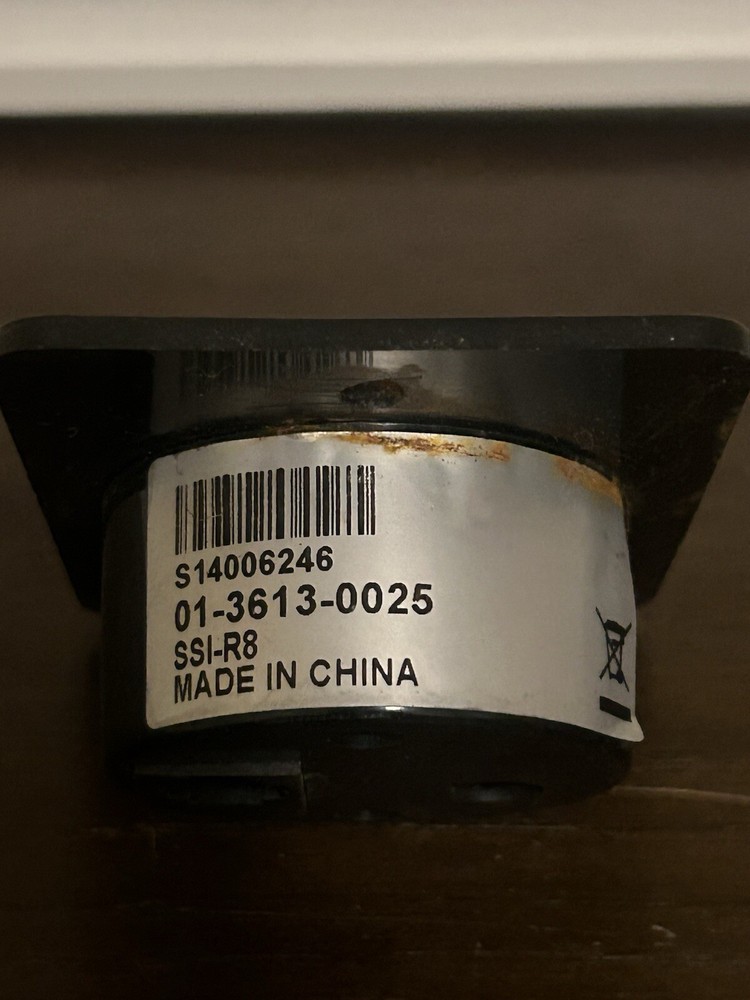 S14006246
01-3613-0025
SSI-R8
MADE IN CHINA